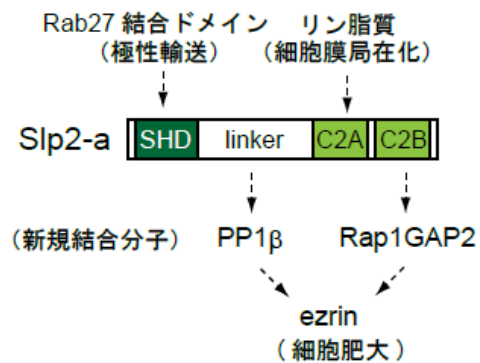 Rab27 結合ドメイン リン脂質
（極性輸送） （細胞膜局在化）
Slp2-a SHD linker C2A C2B
（新規結合分子） PP1β Rap1GAP2
ezrin
（細胞肥大）